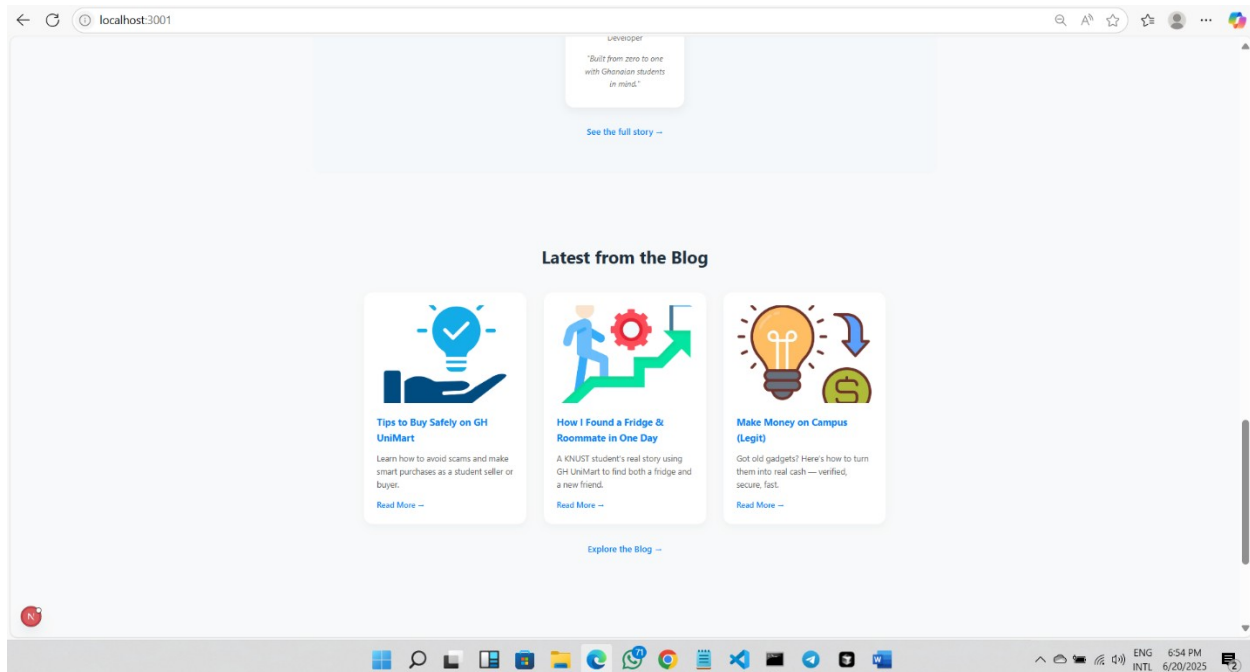 localhost:3001
Developer
"Built from zero to one
with Ghanaian students
in mind."
See the full story →
Latest from the Blog
Tips to Buy Safely on GH
UniMart
Learn how to avoid scams and make
smart purchases as a student seller or
buyer.
Read More →
How I Found a Fridge &
Roommate in One Day
A KNUST student's real story using
GH UniMart to find both a fridge and
a new friend.
Read More →
Make Money on Campus
(Legit)
Got old gadgets? Here's how to turn
them into real cash — verified,
secure, fast.
Read More →
Explore the Blog →
N
71
ENG
INTL
6:54 PM
6/20/2025
2